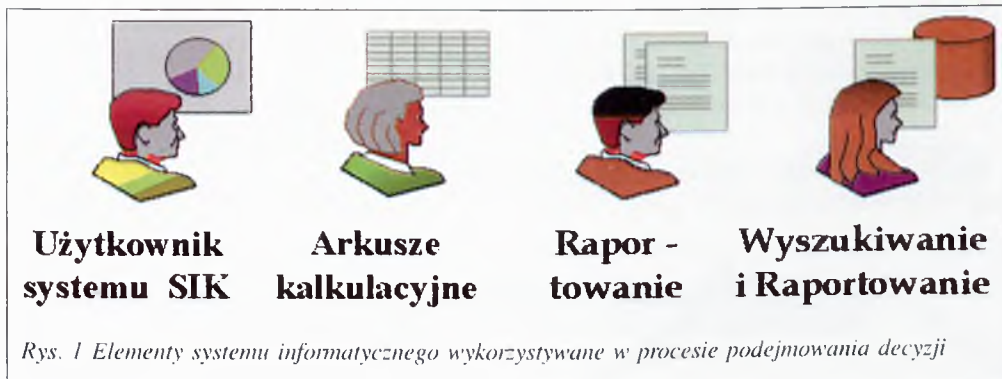 Użytkownik
systemu SIK
Arkusze
kalkulacyjne
Rapor -
towanie
Wyszukiwanie
i Raportowanie
Rys. 1 Elementy systemu informatycznego wykorzystywane w procesie podejmowania decyzji